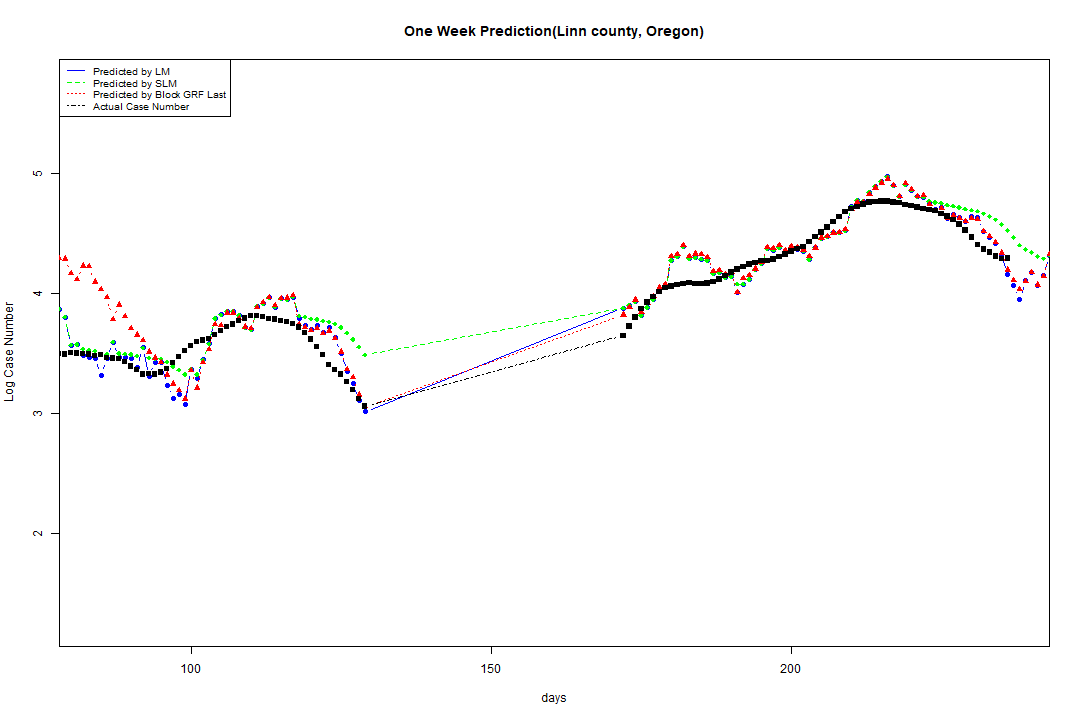 One Week Prediction(Linn county, Oregon)
Predicted by LM
Predicted by SLM
Predicted by Block GRF Last
Actual Case Number
5
4
3
2
Log Case Number
100 150 200
days